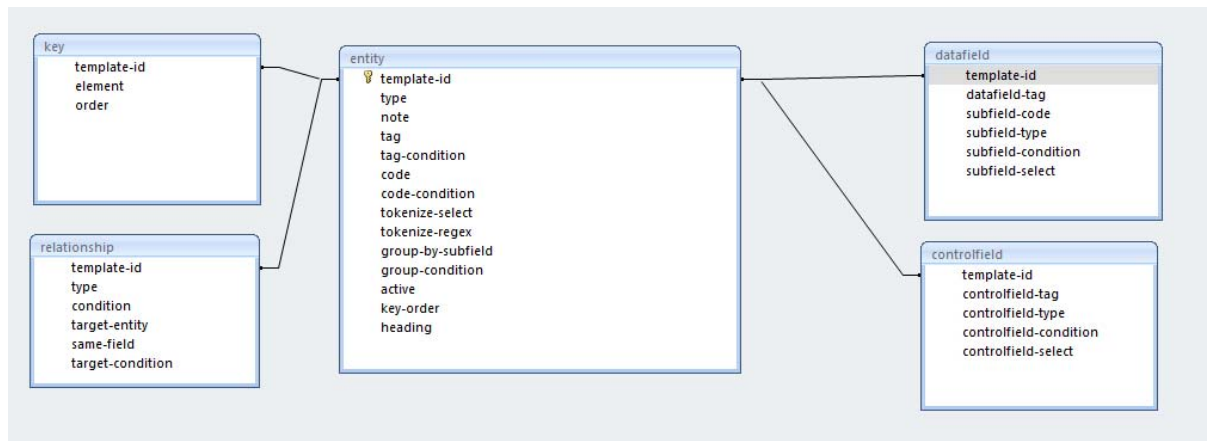 key
template-id
element
order
relationship
template-id
type
condition
target-entity
same-field
target-condition
entity
template-id
type
note
tag
tag-condition
code
code-condition
tokenize-select
tokenize-regex
group-by-subfield
group-condition
active
key-order
heading
datafield
template-id
datafield-tag
subfield-code
subfield-type
subfield-condition
subfield-select
controlfield
template-id
controlfield-tag
controlfield-type
controlfield-condition
controlfield-select